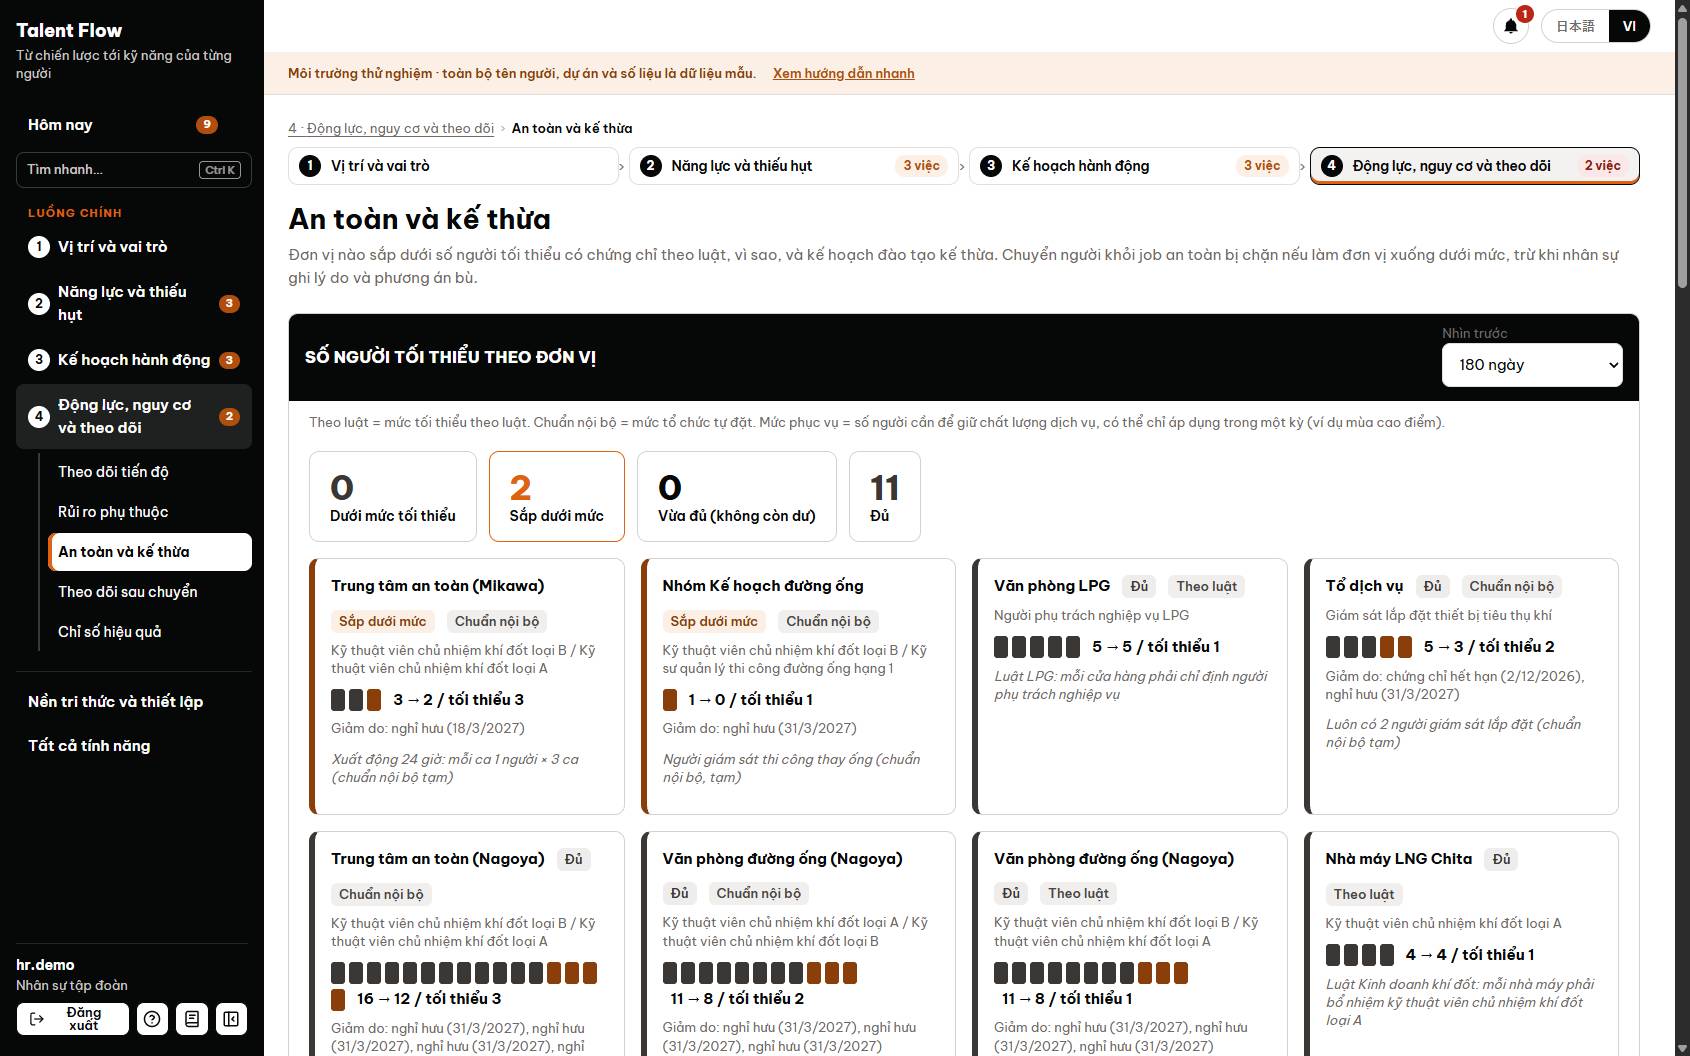 Talent Flow
Từ chiến lược tới kỹ năng của từng
người
Hôm nay
9
Tìm nhanh...
Ctrl K
LUỒNG CHÍNH
1
Vị trí và vai trò
2
Năng lực và thiếu
hụt
3
3
Kế hoạch hành động
3
4
Động lực, nguy cơ
và theo dõi
2
Theo dõi tiến độ
Rủi ro phụ thuộc
An toàn và kế thừa
Theo dõi sau chuyển
Chỉ số hiệu quả
Nền tri thức và thiết lập
Tất cả tính năng
hr.demo
Nhân sự tập đoàn
Đăng
xuất
1
日本語
VI
Môi trường thử nghiệm · toàn bộ tên người, dự án và số liệu là dữ liệu mẫu. Xem hướng dẫn nhanh
4 · Động lực, nguy cơ và theo dõi › An toàn và kế thừa
1 Vị trí và vai trò ›
2 Năng lực và thiếu hụt 3 việc ›
3 Kế hoạch hành động 3 việc ›
4 Động lực, nguy cơ và theo dõi 2 việc
An toàn và kế thừa
Đơn vị nào sắp dưới số người tối thiểu có chứng chỉ theo luật, vì sao, và kế hoạch đào tạo kế thừa. Chuyển người khỏi job an toàn bị chặn nếu làm đơn vị xuống dưới mức, trừ khi nhân sự
ghi lý do và phương án bù.
SỐ NGƯỜI TỐI THIỂU THEO ĐƠN VỊ
Nhìn trước
180 ngày
Theo luật = mức tối thiểu theo luật. Chuẩn nội bộ = mức tổ chức tự đặt. Mức phục vụ = số người cần để giữ chất lượng dịch vụ, có thể chỉ áp dụng trong một kỳ (ví dụ mùa cao điểm).
0
Dưới mức tối thiểu
2
Sắp dưới mức
0
Vừa đủ (không còn dư)
11
Đủ
Trung tâm an toàn (Mikawa)
Sắp dưới mức
Chuẩn nội bộ
Kỹ thuật viên chủ nhiệm khí đốt loại B / Kỹ
thuật viên chủ nhiệm khí đốt loại A
3 → 2 / tối thiểu 3
Giảm do: nghỉ hưu (18/3/2027)
Xuất động 24 giờ: mỗi ca 1 người × 3 ca
(chuẩn nội bộ tạm)
Nhóm Kế hoạch đường ống
Sắp dưới mức
Chuẩn nội bộ
Kỹ thuật viên chủ nhiệm khí đốt loại B / Kỹ
sư quản lý thi công đường ống hạng 1
1 → 0 / tối thiểu 1
Giảm do: nghỉ hưu (31/3/2027)
Người giám sát thi công thay ống (chuẩn
nội bộ, tạm)
Văn phòng LPG
Đủ
Theo luật
Người phụ trách nghiệp vụ LPG
5 → 5 / tối thiểu 1
Luật LPG: mỗi cửa hàng phải chỉ định người
phụ trách nghiệp vụ
Tổ dịch vụ
Đủ
Chuẩn nội bộ
Giám sát lắp đặt thiết bị tiêu thụ khí
5 → 3 / tối thiểu 2
Giảm do: chứng chỉ hết hạn (2/12/2026),
nghỉ hưu (31/3/2027)
Luôn có 2 người giám sát lắp đặt (chuẩn
nội bộ tạm)
Trung tâm an toàn (Nagoya)
Đủ
Chuẩn nội bộ
Kỹ thuật viên chủ nhiệm khí đốt loại B / Kỹ
thuật viên chủ nhiệm khí đốt loại A
16 → 12 / tối thiểu 3
Giảm do: nghỉ hưu (31/3/2027), nghỉ hưu
(31/3/2027), nghỉ hưu (31/3/2027), nghỉ
Văn phòng đường ống (Nagoya)
Đủ
Chuẩn nội bộ
Kỹ thuật viên chủ nhiệm khí đốt loại A / Kỹ
thuật viên chủ nhiệm khí đốt loại B
11 → 8 / tối thiểu 2
Giảm do: nghỉ hưu (31/3/2027), nghỉ hưu
(31/3/2027), nghỉ hưu (31/3/2027)
Văn phòng đường ống (Nagoya)
Đủ
Theo luật
Kỹ thuật viên chủ nhiệm khí đốt loại B / Kỹ
thuật viên chủ nhiệm khí đốt loại A
11 → 8 / tối thiểu 1
Giảm do: nghỉ hưu (31/3/2027), nghỉ hưu
(31/3/2027), nghỉ hưu (31/3/2027)
Nhà máy LNG Chita
Đủ
Theo luật
Kỹ thuật viên chủ nhiệm khí đốt loại A
4 → 4 / tối thiểu 1
Luật Kinh doanh khí đốt: mỗi nhà máy phải
bổ nhiệm kỹ thuật viên chủ nhiệm khí đốt
loại A